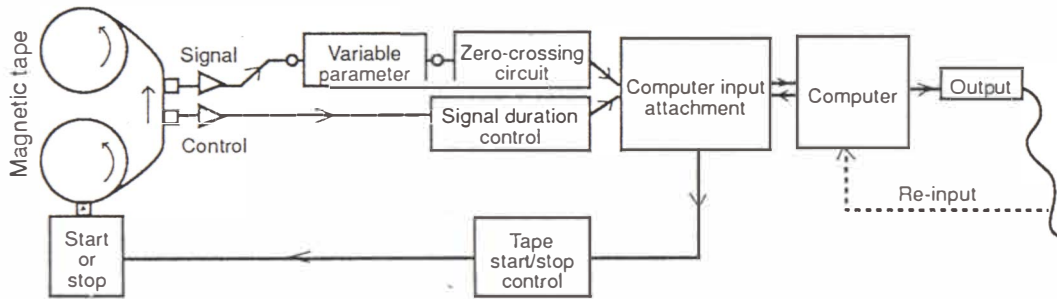 Magnetic tape
Signal
Control
Variable
parameter
Zero-crossing
circuit
Signal duration
control
Computer input
attachment
Computer
Output
Re-input
Start
or
stop
Tape
start/stop
control